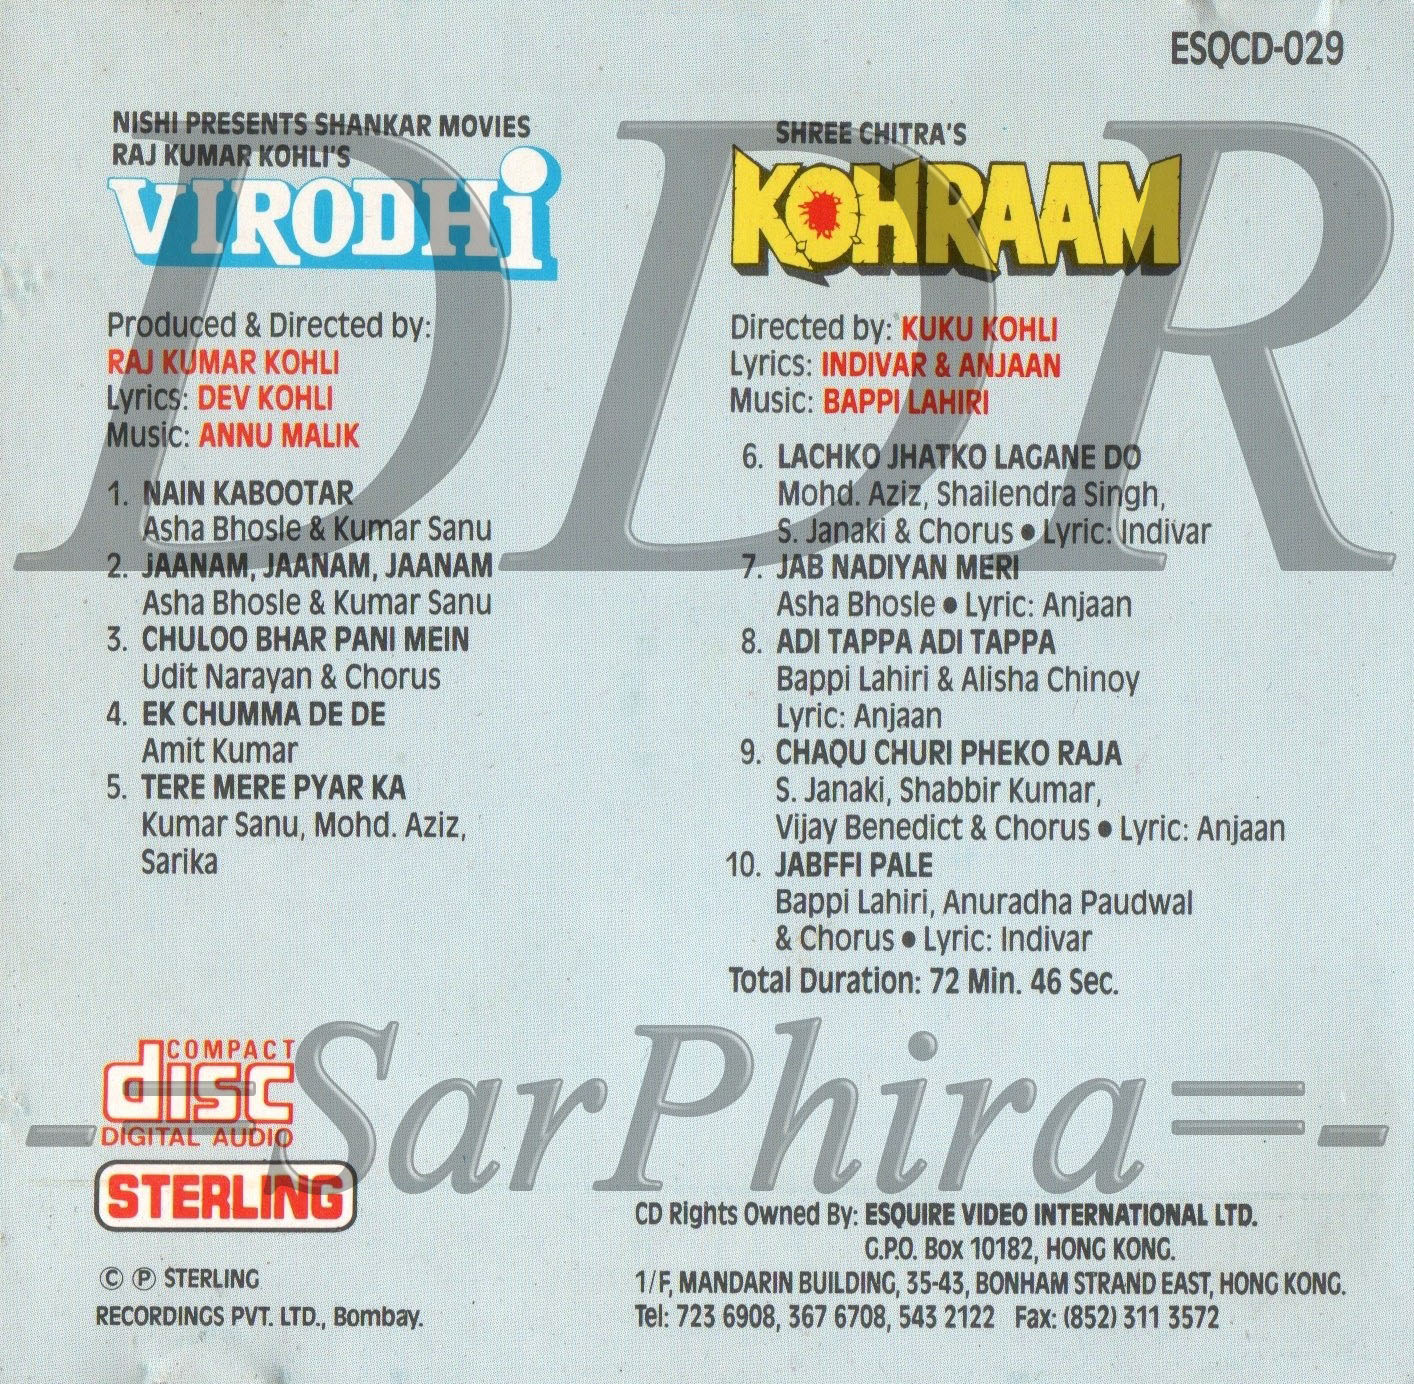 ESQCD-029
NISHI PRESENTS SHANKAR MOVIES
RAJ KUMAR KOHLI'S
VIRODHi
Produced & Directed by:
RAJ KUMAR KOHLI
Lyrics: DEV KOHLI
Music: ANNU MALIK
1. NAIN KABOOTAR
Asha Bhosle & Kumar Sanu
2. JAANAM, JAANAM, JAANAM
Asha Bhosle & Kumar Sanu
3. CHULOO BHAR PANI MEIN
Udit Narayan & Chorus
4. EK CHUMMA DE DE
Amit Kumar
5. TERE MERE PYAR KA
Kumar Sanu, Mohd. Aziz,
Sarika
SHREE CHITRA'S
KOHRAAM
Directed by: KUKU KOHLI
Lyrics: INDIVAR & ANJAAN
Music: BAPPI LAHIRI
6. LACHKO JHATKO LAGANE DO
Mohd. Aziz, Shailendra Singh,
S. Janaki & Chorus ● Lyric: Indivar
7. JAB NADIYAN MERI
Asha Bhosle ● Lyric: Anjaan
8. ADI TAPPA ADI TAPPA
Bappi Lahiri & Alisha Chinoy
Lyric: Anjaan
9. CHAQU CHURI PHEKO RAJA
S. Janaki, Shabbir Kumar,
Vijay Benedict & Chorus ● Lyric: Anjaan
10. JABFFI PALE
Bappi Lahiri, Anuradha Paudwal
& Chorus ● Lyric: Indivar
Total Duration: 72 Min. 46 Sec.
DDR
-=SarPhira=-
COMPACT
disc
DIGITAL AUDIO
STERLING
© ℗ STERLING
RECORDINGS PVT. LTD., Bombay.
CD Rights Owned By: ESQUIRE VIDEO INTERNATIONAL LTD.
G.P.O. Box 10182, HONG KONG.
1/F, MANDARIN BUILDING, 35-43, BONHAM STRAND EAST, HONG KONG.
Tel: 723 6908, 367 6708, 543 2122 Fax: (852) 311 3572